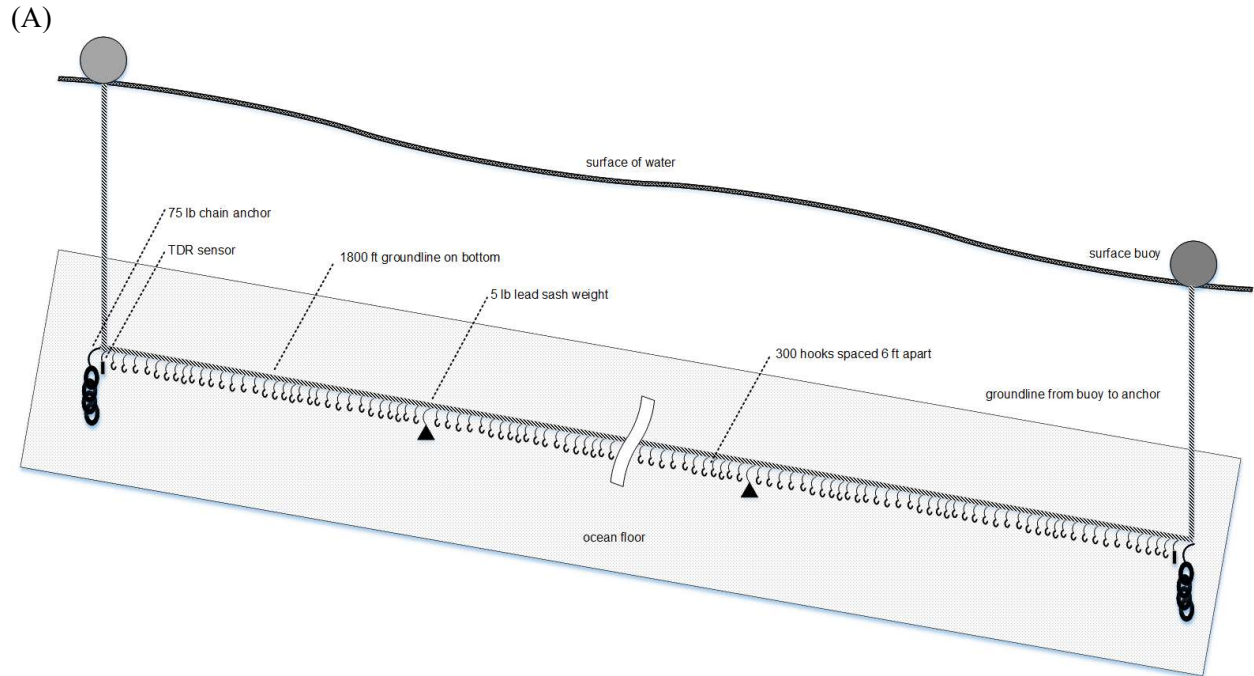 (A)
surface of water
75 lb chain anchor
surface buoy
TDR sensor
1800 ft groundline on bottom
5 lb lead sash weight
300 hooks spaced 6 ft apart
groundline from buoy to anchor
ocean floor